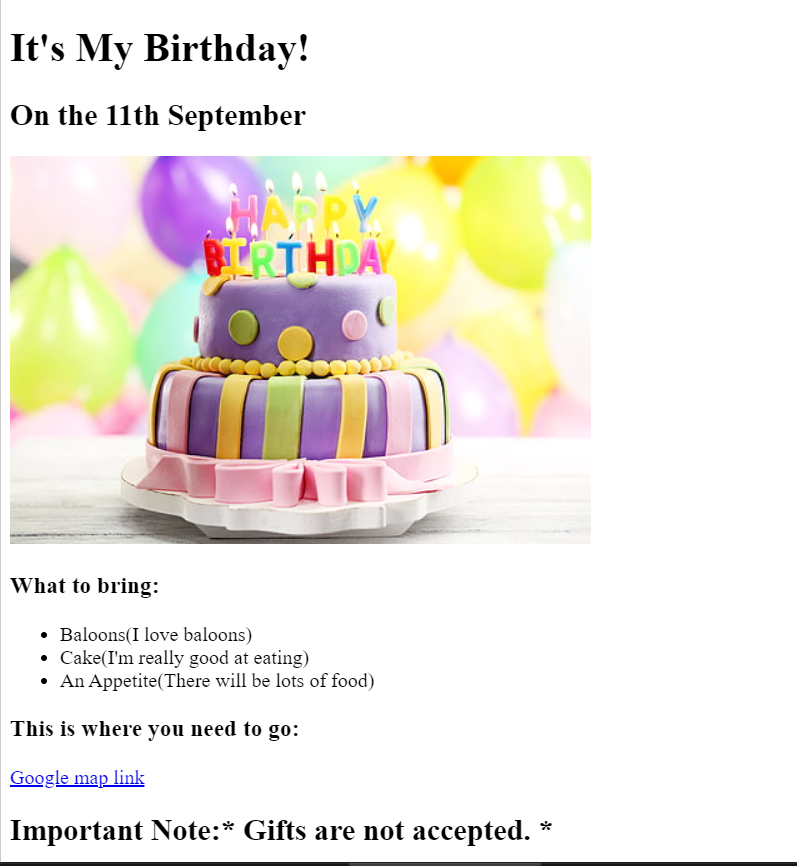 It's My Birthday!
On the 11th September
HAPPY
BIRTHDAY
What to bring:
Baloons(I love baloons)
Cake(I'm really good at eating)
An Appetite(There will be lots of food)
This is where you need to go:
Google map link
Important Note:* Gifts are not accepted. *